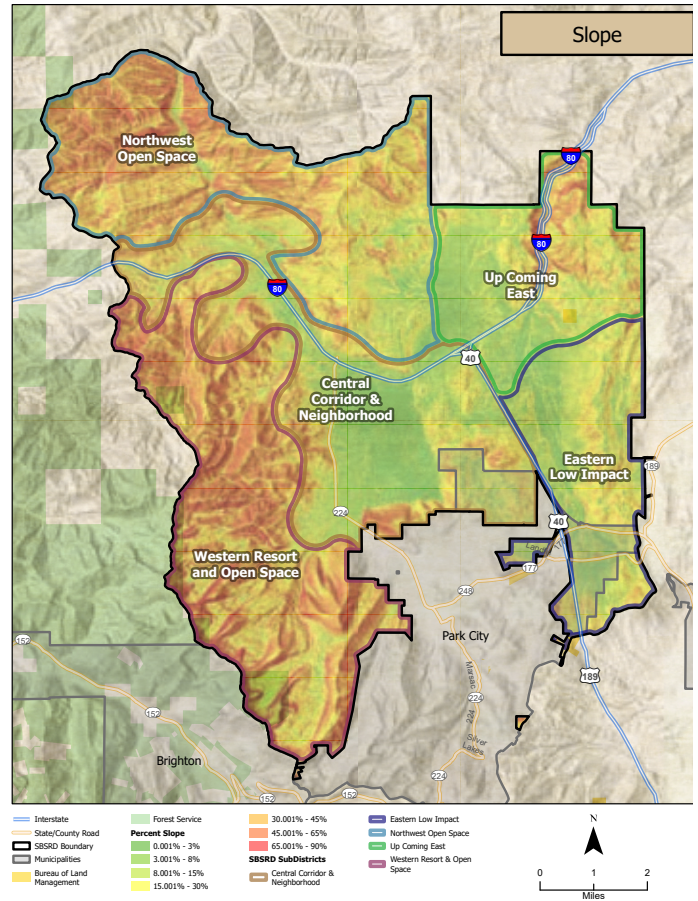 Slope
80
Northwest
Open Space
80
Up Coming
East
80
40
Central
Corridor &
Neighborhood
Eastern
Low Impact
189
224
40
Western Resort
and Open Space
177
248
Park City
152
189
Marsac
224
224
152
Silver
Lakes
Brighton
224
152
152
Interstate
State/County Road
SBSRD Boundary
Municipalities
Bureau of Land
Management
Forest Service
Percent Slope
0.001% - 3%
3.001% - 8%
8.001% - 15%
15.001% - 30%
30.001% - 45%
45.001% - 65%
65.001% - 90%
SBSRD SubDistricts
Central Corridor &
Neighborhood
Eastern Low Impact
Northwest Open Space
Up Coming East
Western Resort & Open
Space
N
0 1 2
Miles